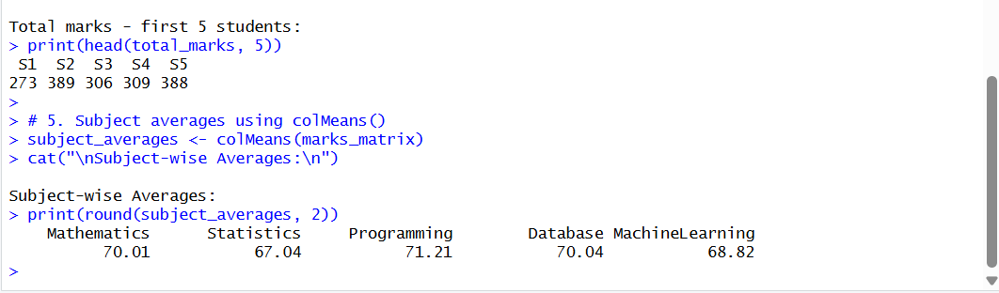 Total marks - first 5 students:
> print(head(total_marks, 5))
 S1  S2  S3  S4  S5
273 389 306 309 388
>
> # 5. Subject averages using colMeans()
> subject_averages <- colMeans(marks_matrix)
> cat("\nSubject-wise Averages:\n")

Subject-wise Averages:
> print(round(subject_averages, 2))
    Mathematics      Statistics     Programming        Database MachineLearning
          70.01           67.04           71.21           70.04           68.82
>